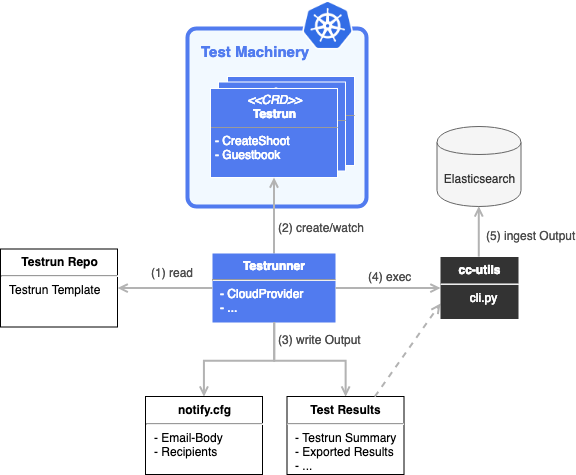 Test Machinery
<<CRD>>
Testrun
- CreateShoot
- Guestbook
Elasticsearch
(2) create/watch
(5) ingest Output
Testrun Repo
Testrun Template
(1) read
Testrunner
- CloudProvider
- ...
(4) exec
cc-utils
cli.py
(3) write Output
notify.cfg
- Email-Body
- Recipients
Test Results
- Testrun Summary
- Exported Results
- ...